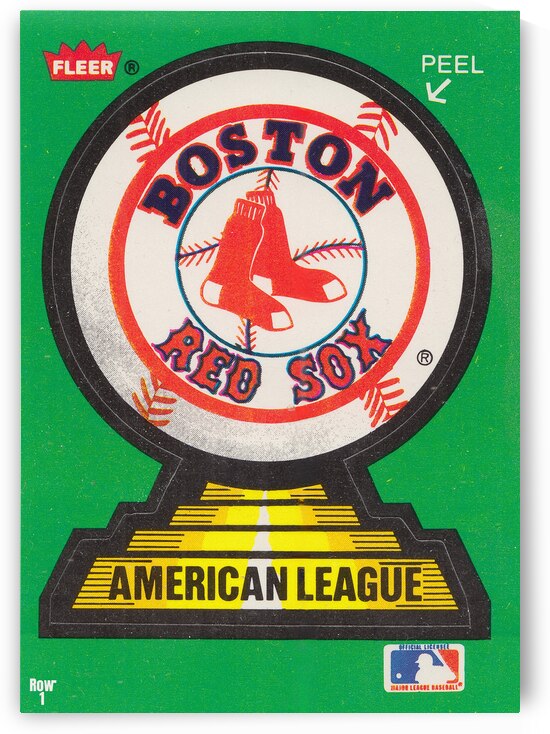 FLEER ®
PEEL
BOSTON
RED SOX
®
AMERICAN LEAGUE
OFFICIAL LICENSEE
MAJOR LEAGUE BASEBALL®
Row
1